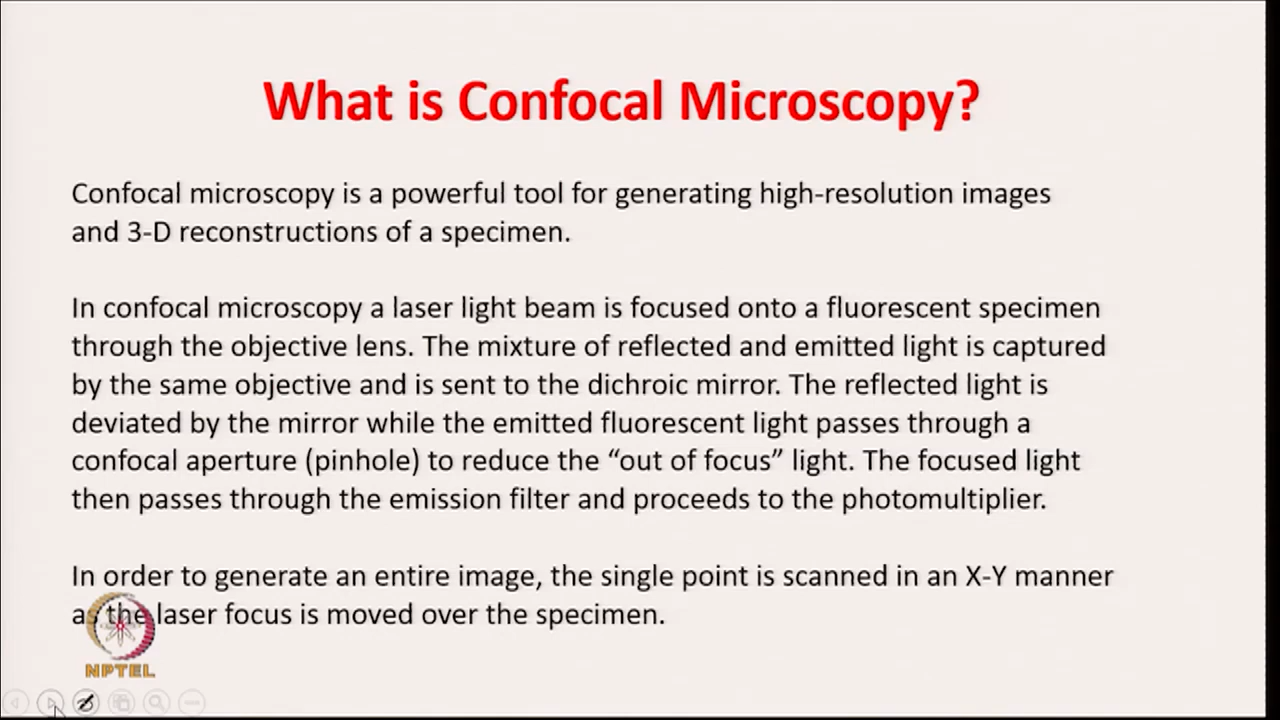 What is Confocal Microscopy?
Confocal microscopy is a powerful tool for generating high-resolution images
and 3-D reconstructions of a specimen.
In confocal microscopy a laser light beam is focused onto a fluorescent specimen
through the objective lens. The mixture of reflected and emitted light is captured
by the same objective and is sent to the dichroic mirror. The reflected light is
deviated by the mirror while the emitted fluorescent light passes through a
confocal aperture (pinhole) to reduce the “out of focus” light. The focused light
then passes through the emission filter and proceeds to the photomultiplier.
In order to generate an entire image, the single point is scanned in an X-Y manner
as the laser focus is moved over the specimen.
NPTEL